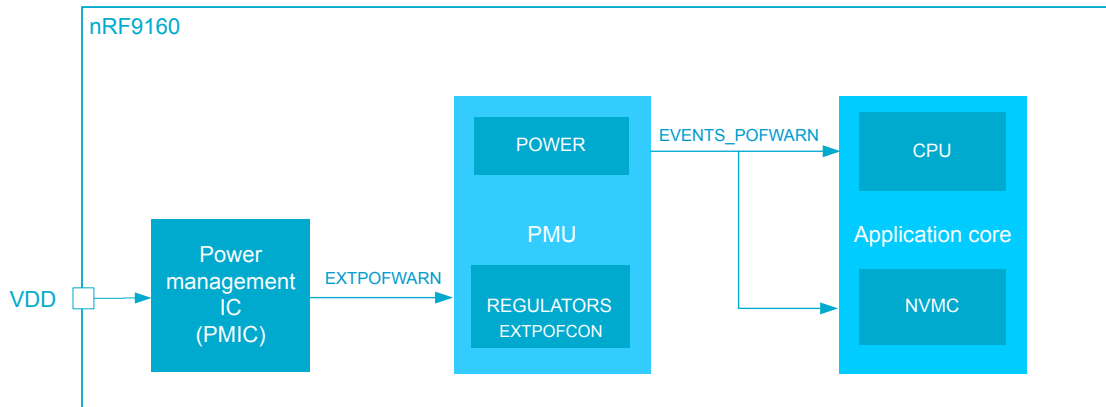 nRF9160
VDD
Power
management
IC
(PMIC)
EXTPOFWARN
POWER
PMU
REGULATORS
EXTPOFCON
EVENTS_POFWARN
CPU
Application core
NVMC